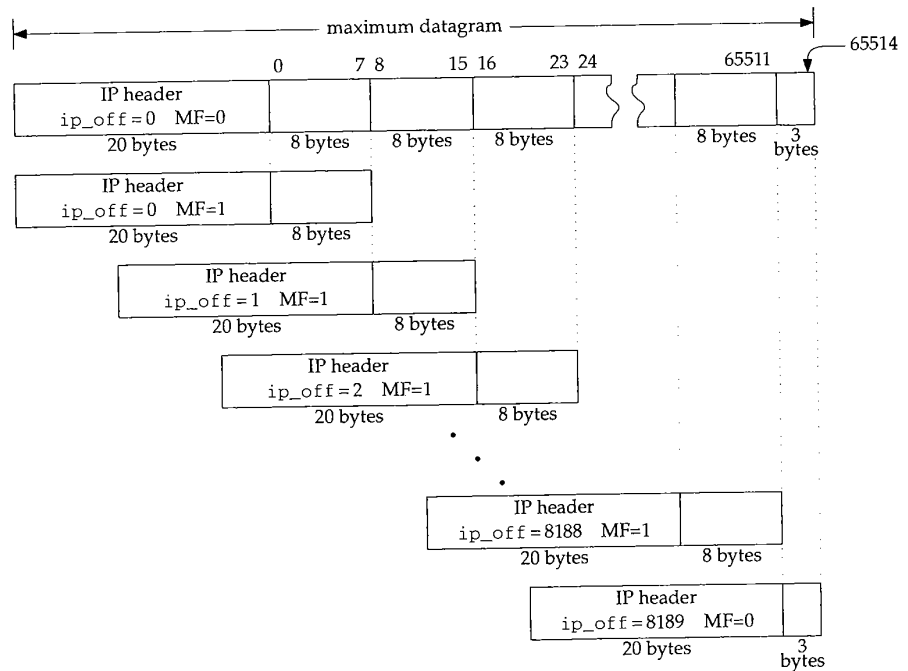 maximum datagram
65514
0 7 8 15 16 23 24 65511
IP header
ip_off=0 MF=0
20 bytes 8 bytes 8 bytes 8 bytes 8 bytes 3 bytes
IP header
ip_off=0 MF=1
20 bytes 8 bytes
IP header
ip_off=1 MF=1
20 bytes 8 bytes
IP header
ip_off=2 MF=1
20 bytes 8 bytes
IP header
ip_off=8188 MF=1
20 bytes 8 bytes
IP header
ip_off=8189 MF=0
20 bytes 3 bytes